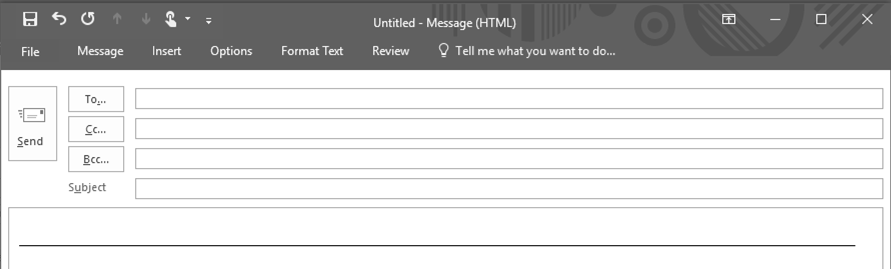 Untitled - Message (HTML)
File Message Insert Options Format Text Review Tell me what you want to do...
To...
Send Cc...
Bcc...
Subject